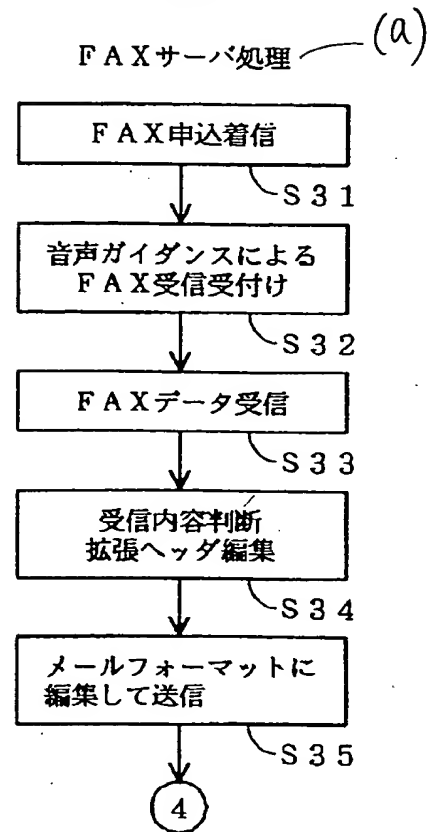 (a)
FAXサーバ処理
FAX申込着信
S31
音声ガイダンスによる
FAX受信受付け
S32
FAXデータ受信
S33
受信内容判断
拡張ヘッダ編集
S34
メールフォーマットに
編集して送信
S35
4